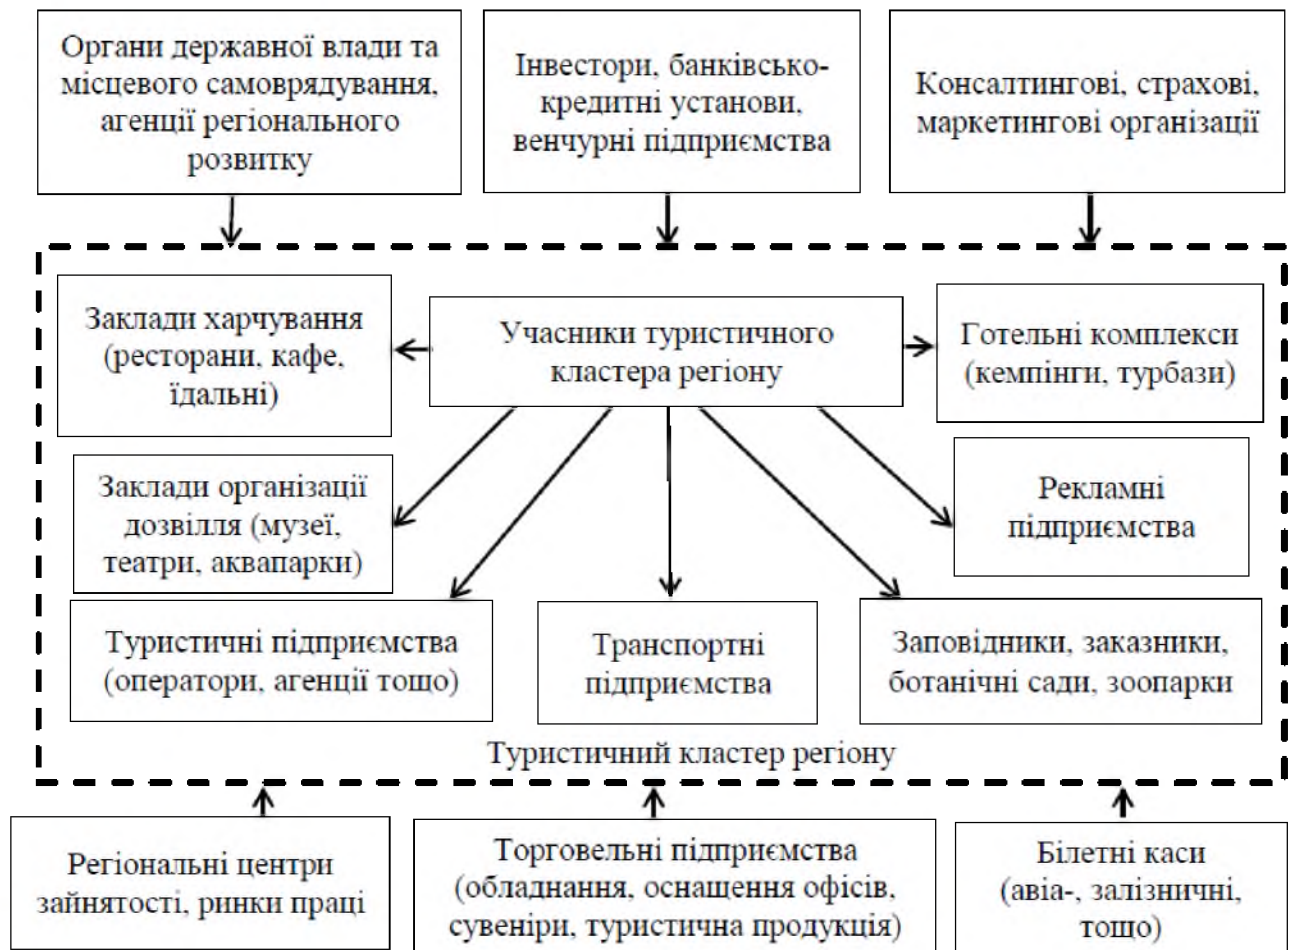 Органи державної влади та
місцевого самоврядування,
агенції регіонального
розвитку
Інвестори, банківсько-
кредитні установи,
венчурні підприємства
Консалтингові, страхові,
маркетингові організації
Заклади харчування
(ресторани, кафе,
їдальні)
Учасники туристичного
кластера регіону
Готельні комплекси
(кемпінги, турбази)
Заклади організації
дозвілля (музеї,
театри, аквапарки)
Рекламні
підприємства
Туристичні підприємства
(оператори, агенції тощо)
Транспортні
підприємства
Заповідники, заказники,
ботанічні сади, зоопарки
Туристичний кластер регіону
Регіональні центри
зайнятості, ринки праці
Торговельні підприємства
(обладнання, оснащення офісів,
сувеніри, туристична продукція)
Білетні каси
(авіа-, залізничні,
тощо)